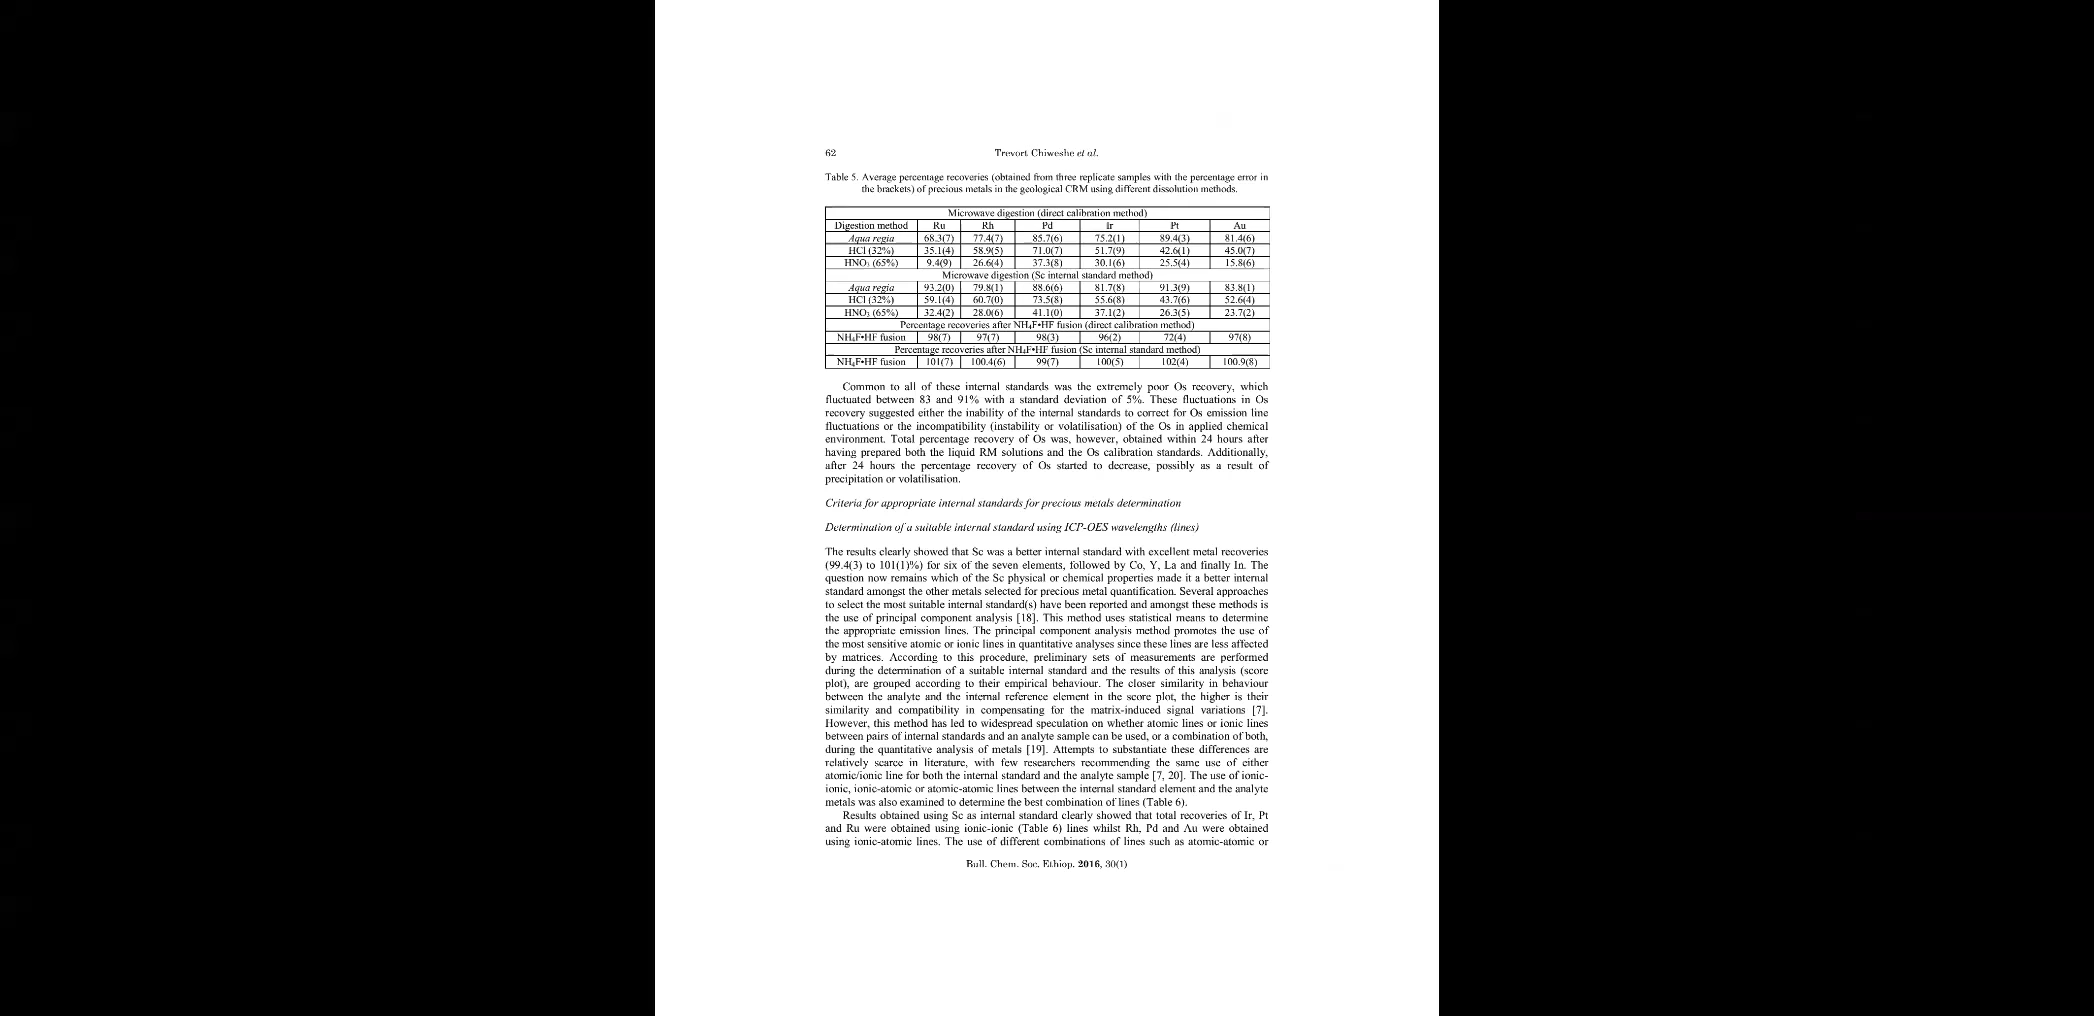 62 Trevort Chiweshe et al.
Table 5. Average percentage recoveries (obtained from three replicate samples with the percentage error in
the brackets) of precious metals in the geological CRM using different dissolution methods.
Microwave digestion (direct calibration method)
Digestion method Ru Rh Pd Ir Pt Au
Aqua regia 68.3(7) 77.4(7) 85.7(6) 75.2(1) 89.4(3) 81.4(6)
HCl (32%) 35.1(4) 58.9(5) 71.0(7) 51.7(9) 42.6(1) 45.0(7)
HNO₃ (65%) 9.4(9) 26.6(4) 37.3(8) 30.1(6) 25.5(4) 15.8(6)
Microwave digestion (Sc internal standard method)
Aqua regia 93.2(0) 79.8(1) 88.6(6) 81.7(8) 91.3(9) 83.8(1)
HCl (32%) 59.1(4) 60.7(0) 73.5(8) 55.6(8) 43.7(6) 52.6(4)
HNO₃ (65%) 32.4(2) 28.0(6) 41.1(0) 37.1(2) 26.3(5) 23.7(2)
Percentage recoveries after NH₄F•HF fusion (direct calibration method)
NH₄F•HF fusion 98(7) 97(7) 98(3) 96(2) 72(4) 97(8)
Percentage recoveries after NH₄F•HF fusion (Sc internal standard method)
NH₄F•HF fusion 101(7) 100.4(6) 99(7) 100(5) 102(4) 100.9(8)
Common to all of these internal standards was the extremely poor Os recovery, which
fluctuated between 83 and 91% with a standard deviation of 5%. These fluctuations in Os
recovery suggested either the inability of the internal standards to correct for Os emission line
fluctuations or the incompatibility (instability or volatilisation) of the Os in applied chemical
environment. Total percentage recovery of Os was, however, obtained within 24 hours after
having prepared both the liquid RM solutions and the Os calibration standards. Additionally,
after 24 hours the percentage recovery of Os started to decrease, possibly as a result of
precipitation or volatilisation.
Criteria for appropriate internal standards for precious metals determination
Determination of a suitable internal standard using ICP-OES wavelengths (lines)
The results clearly showed that Sc was a better internal standard with excellent metal recoveries
(99.4(3) to 101(1)%) for six of the seven elements, followed by Co, Y, La and finally In. The
question now remains which of the Sc physical or chemical properties made it a better internal
standard amongst the other metals selected for precious metal quantification. Several approaches
to select the most suitable internal standard(s) have been reported and amongst these methods is
the use of principal component analysis [18]. This method uses statistical means to determine
the appropriate emission lines. The principal component analysis method promotes the use of
the most sensitive atomic or ionic lines in quantitative analyses since these lines are less affected
by matrices. According to this procedure, preliminary sets of measurements are performed
during the determination of a suitable internal standard and the results of this analysis (score
plot), are grouped according to their empirical behaviour. The closer similarity in behaviour
between the analyte and the internal reference element in the score plot, the higher is their
similarity and compatibility in compensating for the matrix-induced signal variations [7].
However, this method has led to widespread speculation on whether atomic lines or ionic lines
between pairs of internal standards and an analyte sample can be used, or a combination of both,
during the quantitative analysis of metals [19]. Attempts to substantiate these differences are
relatively scarce in literature, with few researchers recommending the same use of either
atomic/ionic line for both the internal standard and the analyte sample [7, 20]. The use of ionic-
ionic, ionic-atomic or atomic-atomic lines between the internal standard element and the analyte
metals was also examined to determine the best combination of lines (Table 6).
Results obtained using Sc as internal standard clearly showed that total recoveries of Ir, Pt
and Ru were obtained using ionic-ionic (Table 6) lines whilst Rh, Pd and Au were obtained
using ionic-atomic lines. The use of different combinations of lines such as atomic-atomic or
Bull. Chem. Soc. Ethiop. 2016, 30(1)